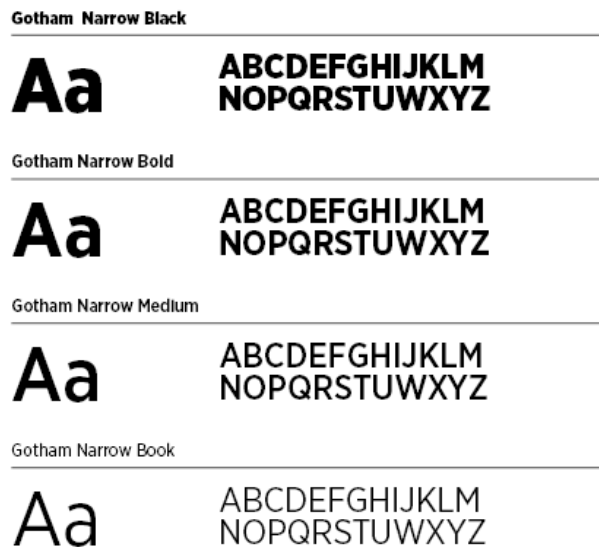 Gotham Narrow Black
Aa
ABCDEFGHIJKLM
NOPQRSTUWXYZ
Gotham Narrow Bold
Aa
ABCDEFGHIJKLM
NOPQRSTUWXYZ
Gotham Narrow Medium
Aa
ABCDEFGHIJKLM
NOPQRSTUWXYZ
Gotham Narrow Book
Aa
ABCDEFGHIJKLM
NOPQRSTUWXYZ